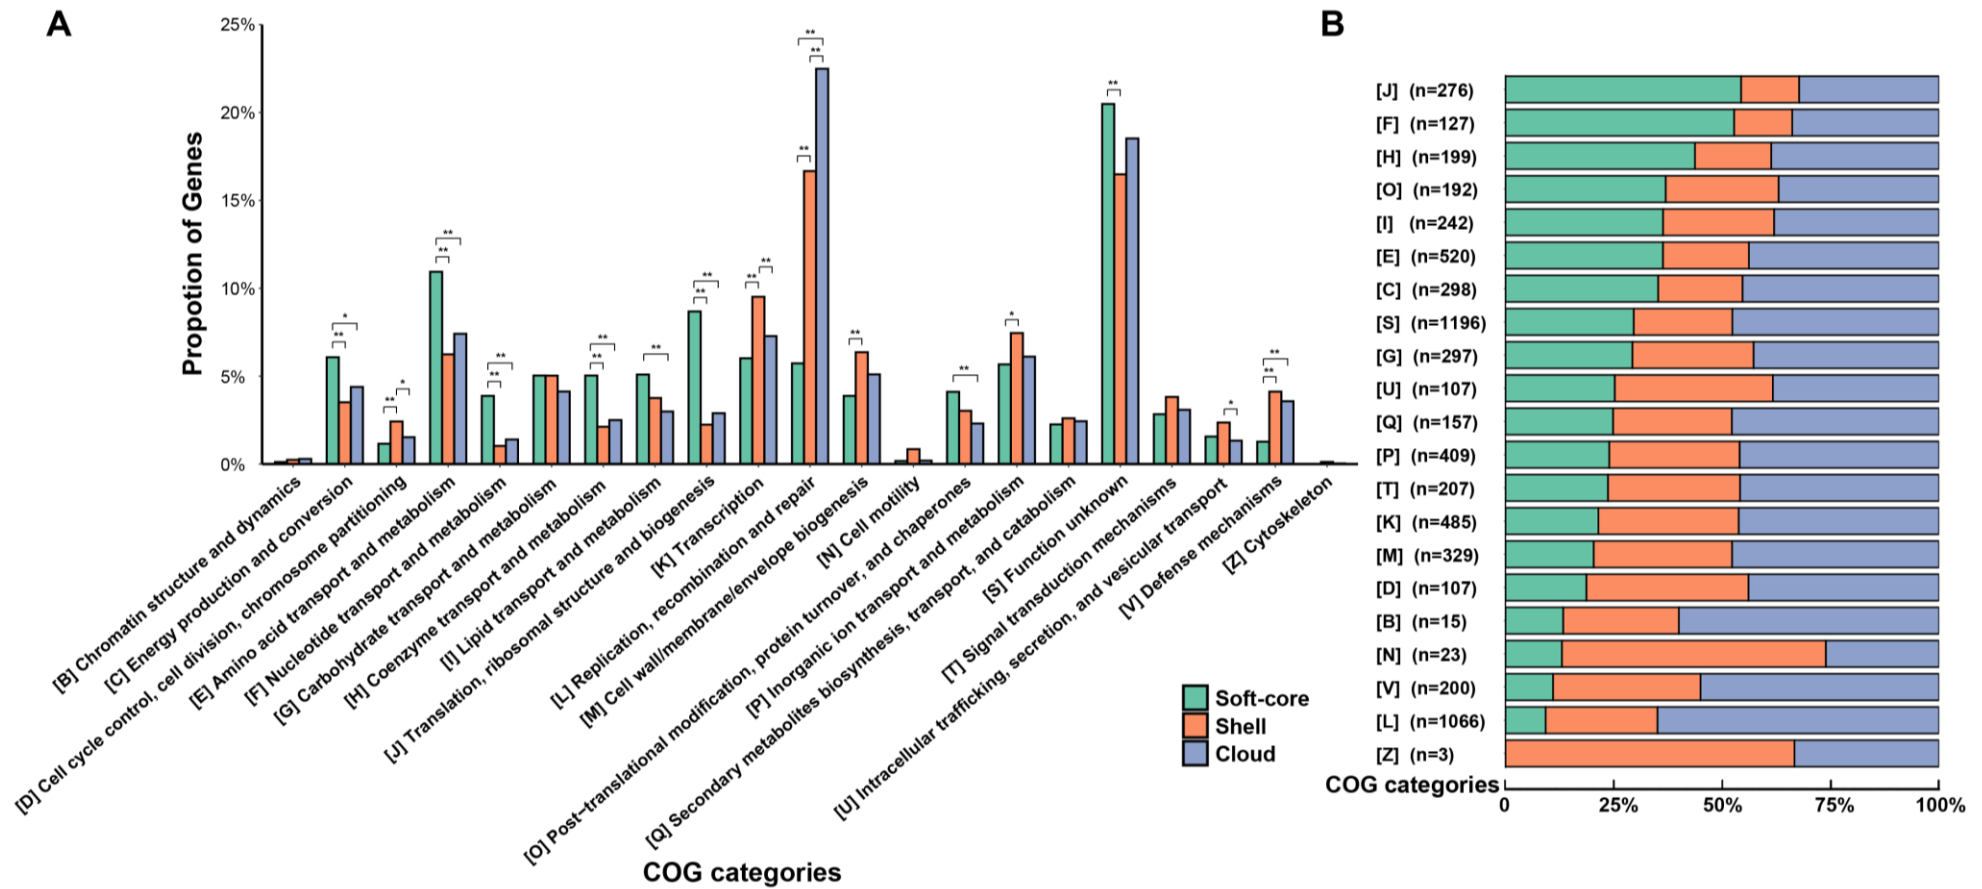 A
25%
20%
15%
10%
5%
0%
Propotion of Genes
**
**
**
**
*
**
**
*
**
**
**
**
**
**
**
**
**
**
**
**
**
*
**
*
**
**
[B] Chromatin structure and dynamics
[C] Energy production and conversion
[D] Cell cycle control, cell division, chromosome partitioning
[E] Amino acid transport and metabolism
[F] Nucleotide transport and metabolism
[G] Carbohydrate transport and metabolism
[H] Coenzyme transport and metabolism
[I] Lipid transport and metabolism
[J] Translation, ribosomal structure and biogenesis
[K] Transcription
[L] Replication, recombination and repair
[M] Cell wall/membrane/envelope biogenesis
[N] Cell motility
[O] Post-translational modification, protein turnover, and chaperones
[P] Inorganic ion transport and metabolism
[Q] Secondary metabolites biosynthesis, transport, and catabolism
[S] Function unknown
[T] Signal transduction mechanisms
[U] Intracellular trafficking, secretion, and vesicular transport
[V] Defense mechanisms
[Z] Cytoskeleton
COG categories
Soft-core
Shell
Cloud
B
[J] (n=276)
[F] (n=127)
[H] (n=199)
[O] (n=192)
[I] (n=242)
[E] (n=520)
[C] (n=298)
[S] (n=1196)
[G] (n=297)
[U] (n=107)
[Q] (n=157)
[P] (n=409)
[T] (n=207)
[K] (n=485)
[M] (n=329)
[D] (n=107)
[B] (n=15)
[N] (n=23)
[V] (n=200)
[L] (n=1066)
[Z] (n=3)
COG categories
0 25% 50% 75% 100%